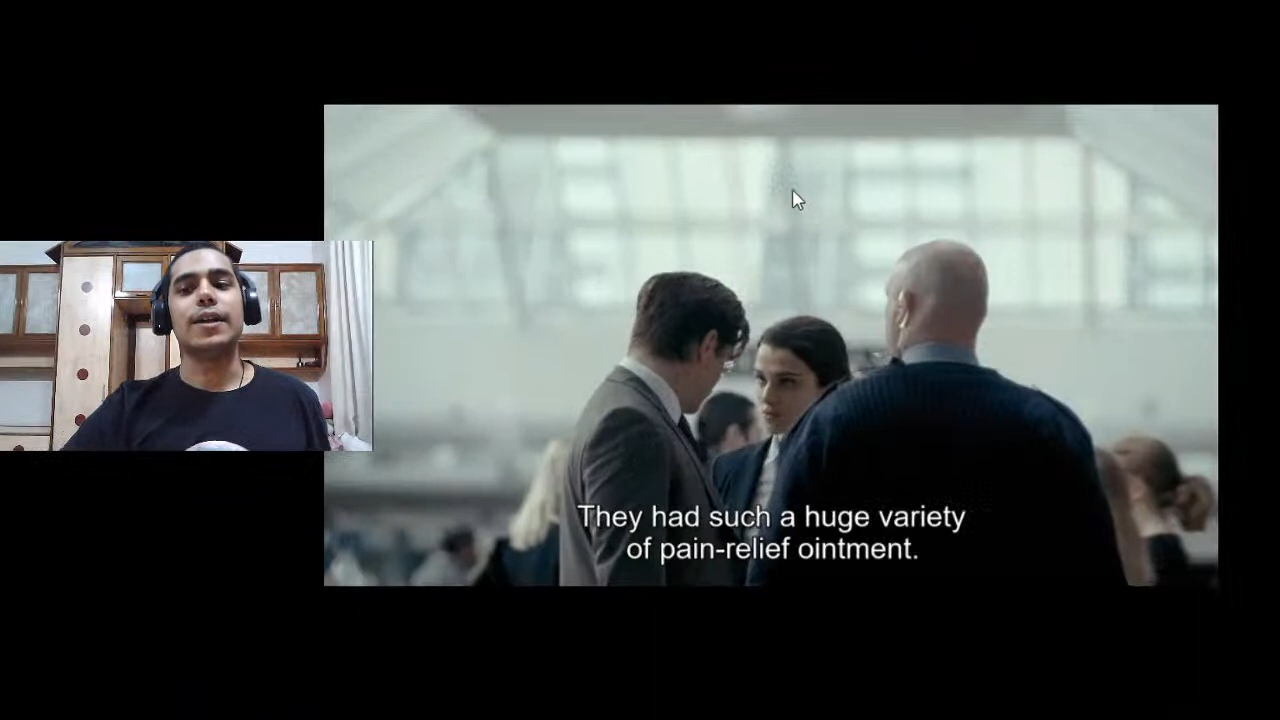 They had such a huge variety
of pain-relief ointment.